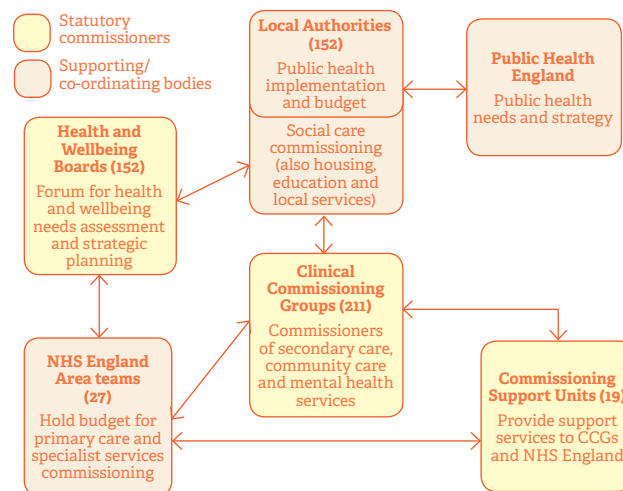 Statutory
commissioners
Supporting/
co-ordinating bodies
Local Authorities
(152)
Public health
implementation
and budget
Social care
commissioning
(also housing,
education and
local services)
Public Health
England
Public health
needs and strategy
Health and
Wellbeing
Boards (152)
Forum for health
and wellbeing
needs assessment
and strategic
planning
Clinical
Commissioning
Groups (211)
Commissioners
of secondary care,
community care
and mental health
services
NHS England
Area teams
(27)
Hold budget for
primary care and
specialist services
commissioning
Commissioning
Support Units (19)
Provide support
services to CCGs
and NHS England